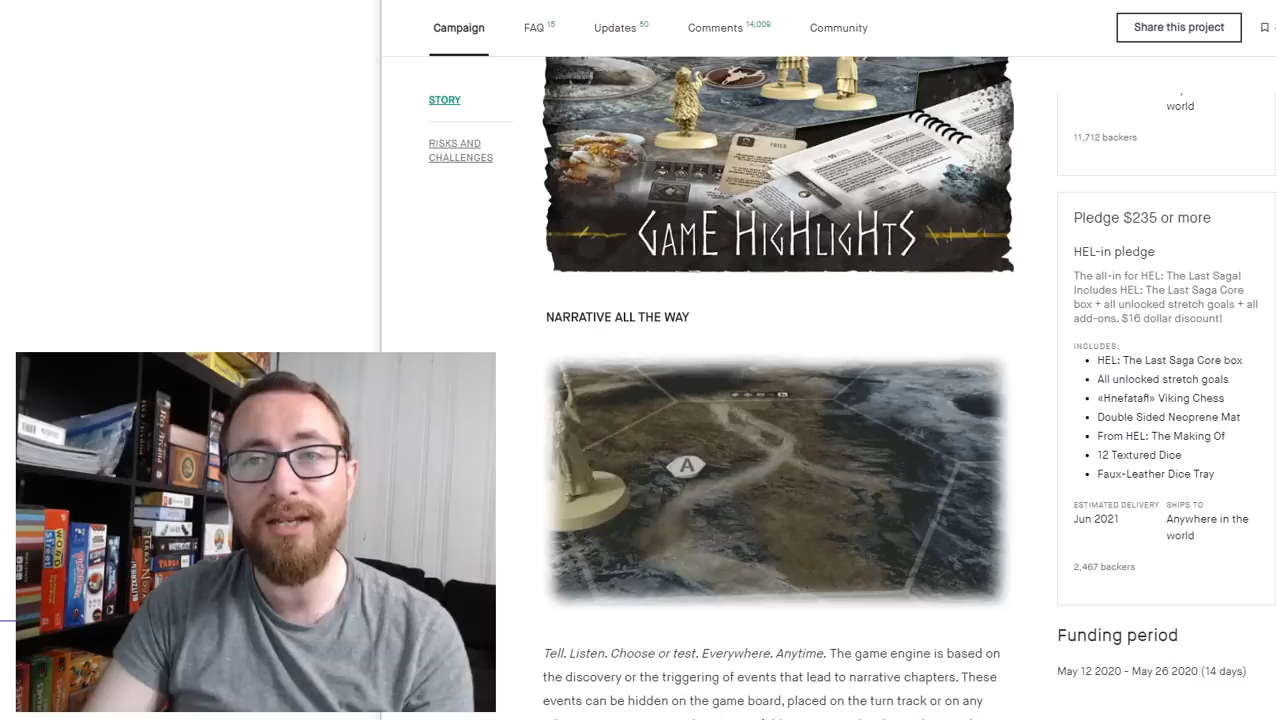 Campaign
FAQ 15
Updates 50
Comments 14,009
Community
Share this project
STORY
RISKS AND
CHALLENGES
GAME HIGHLIGHTS
NARRATIVE ALL THE WAY
A
Tell. Listen. Choose or test. Everywhere. Anytime. The game engine is based on
the discovery or the triggering of events that lead to narrative chapters. These
events can be hidden on the game board, placed on the turn track or on any
world
11,712 backers
Pledge $235 or more
HEL-in pledge
The all-in for HEL: The Last Saga!
Includes HEL: The Last Saga Core
box + all unlocked stretch goals + all
add-ons. $16 dollar discount!
INCLUDES:
• HEL: The Last Saga Core box
• All unlocked stretch goals
• «Hnefatafl» Viking Chess
• Double Sided Neoprene Mat
• From HEL: The Making Of
• 12 Textured Dice
• Faux-Leather Dice Tray
ESTIMATED DELIVERY
Jun 2021
SHIPS TO
Anywhere in the
world
2,467 backers
Funding period
May 12 2020 - May 26 2020 (14 days)
WORD
BLITZKRIEG
TERRA NOVA